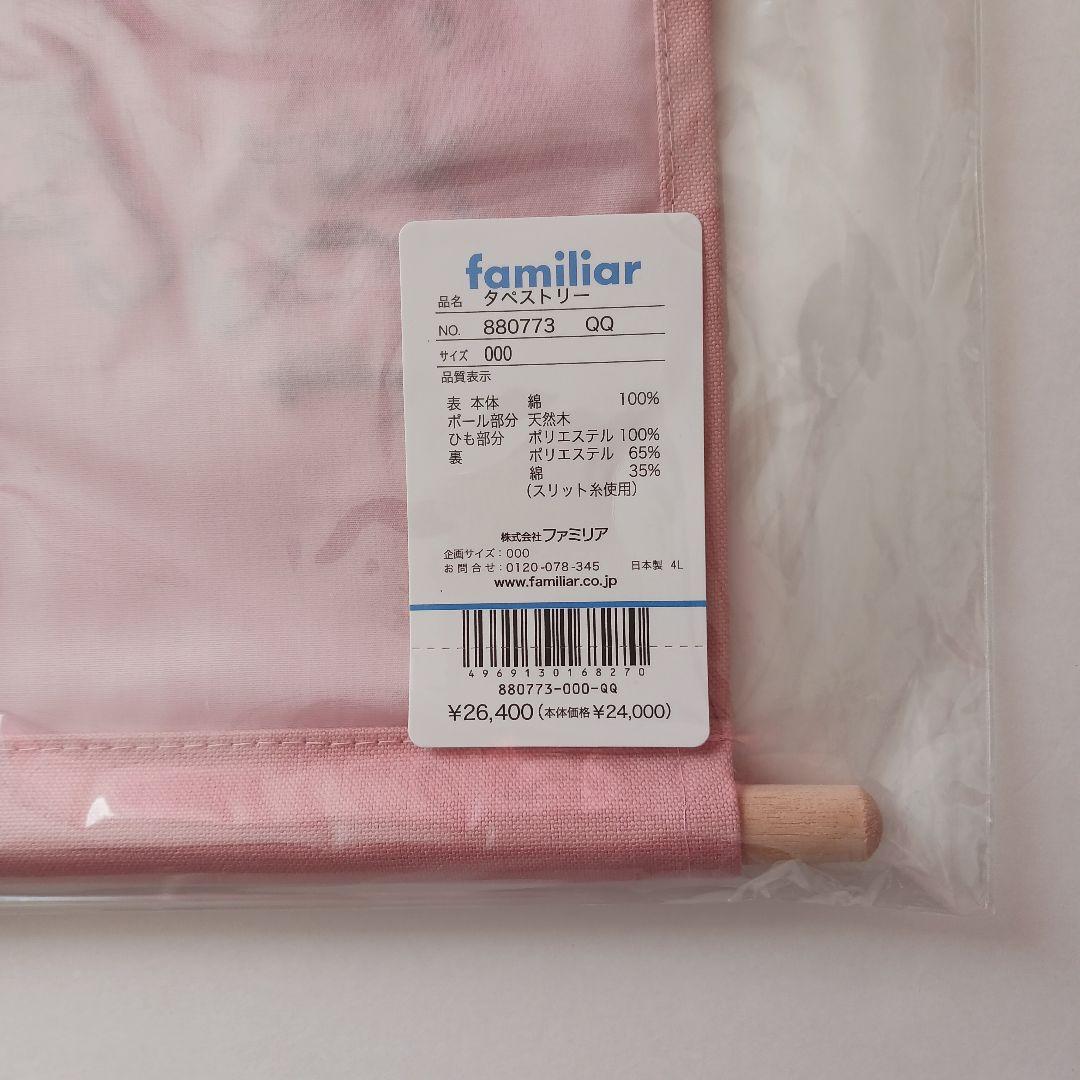 familiar
品名 タペストリー
NO. 880773 QQ
サイズ 000
品質表示
表 本体 綿 100%
ポール部分 天然木
ひも部分 ポリエステル 100%
裏 ポリエステル 65%
綿 35%
(スリット糸使用)
株式会社ファミリア
企画サイズ：000
お問合せ：0120-078-345 日本製 4L
www.familiar.co.jp
4969130168270
880773-000-QQ
¥26,400(本体価格¥24,000)